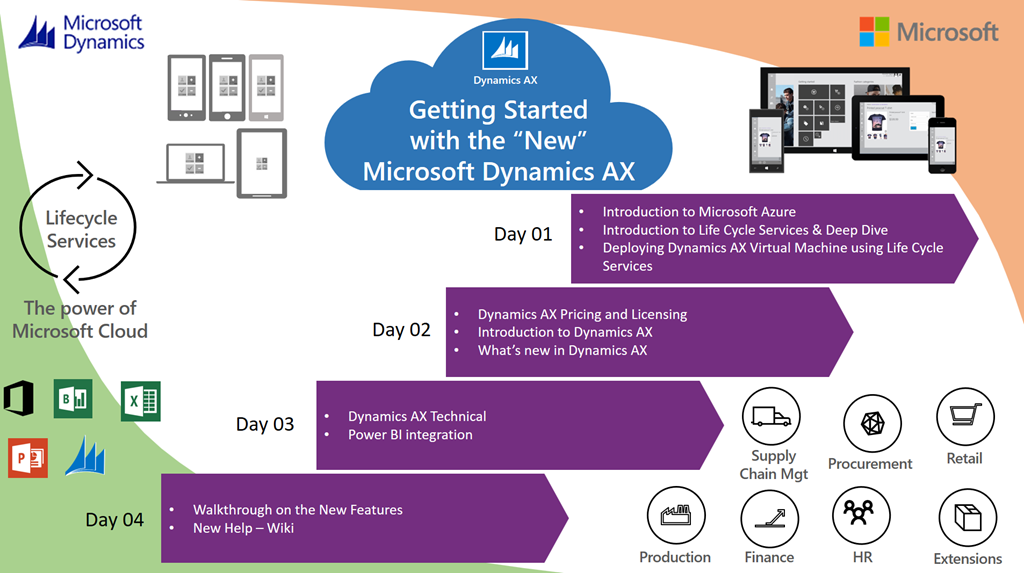 Microsoft
Dynamics
Microsoft
Dynamics AX
Getting Started
with the “New”
Microsoft Dynamics AX
Lifecycle
Services
The power of
Microsoft Cloud
Day 01
• Introduction to Microsoft Azure
• Introduction to Life Cycle Services & Deep Dive
• Deploying Dynamics AX Virtual Machine using Life Cycle
Services
Day 02
• Dynamics AX Pricing and Licensing
• Introduction to Dynamics AX
• What’s new in Dynamics AX
Day 03
• Dynamics AX Technical
• Power BI integration
Day 04
• Walkthrough on the New Features
• New Help – Wiki
B
X
P
Supply
Chain Mgt
Procurement
Retail
Production
Finance
HR
Extensions